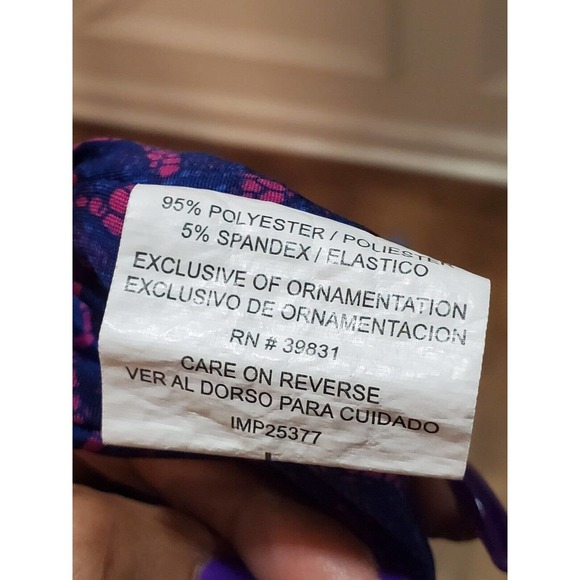 95% POLYESTER / POLIESTER
5% SPANDEX / ELASTICO
EXCLUSIVE OF ORNAMENTATION
EXCLUSIVO DE ORNAMENTACION
RN # 39831
CARE ON REVERSE
VER AL DORSO PARA CUIDADO
IMP25377